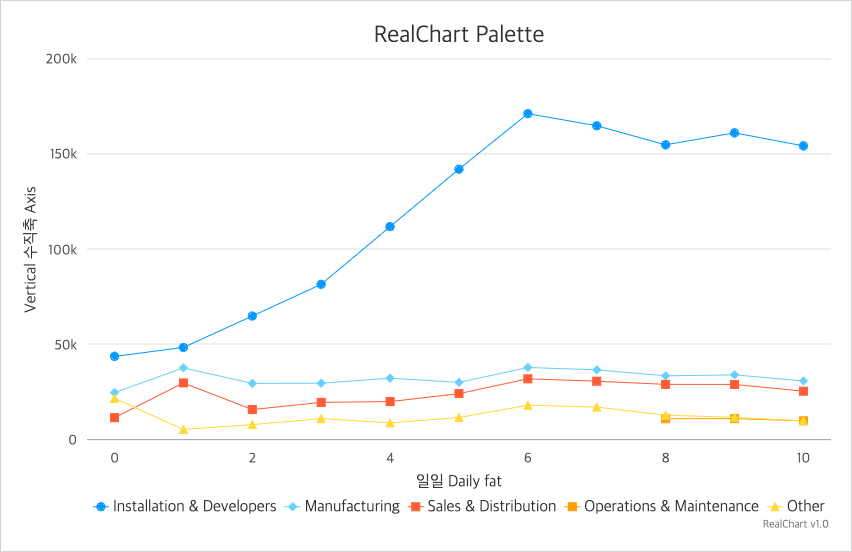 RealChart Palette
200k
150k
100k
50k
0
Vertical 수직축 Axis
0 2 4 6 8 10
일일 Daily fat
Installation & Developers Manufacturing Sales & Distribution Operations & Maintenance Other
RealChart v1.0